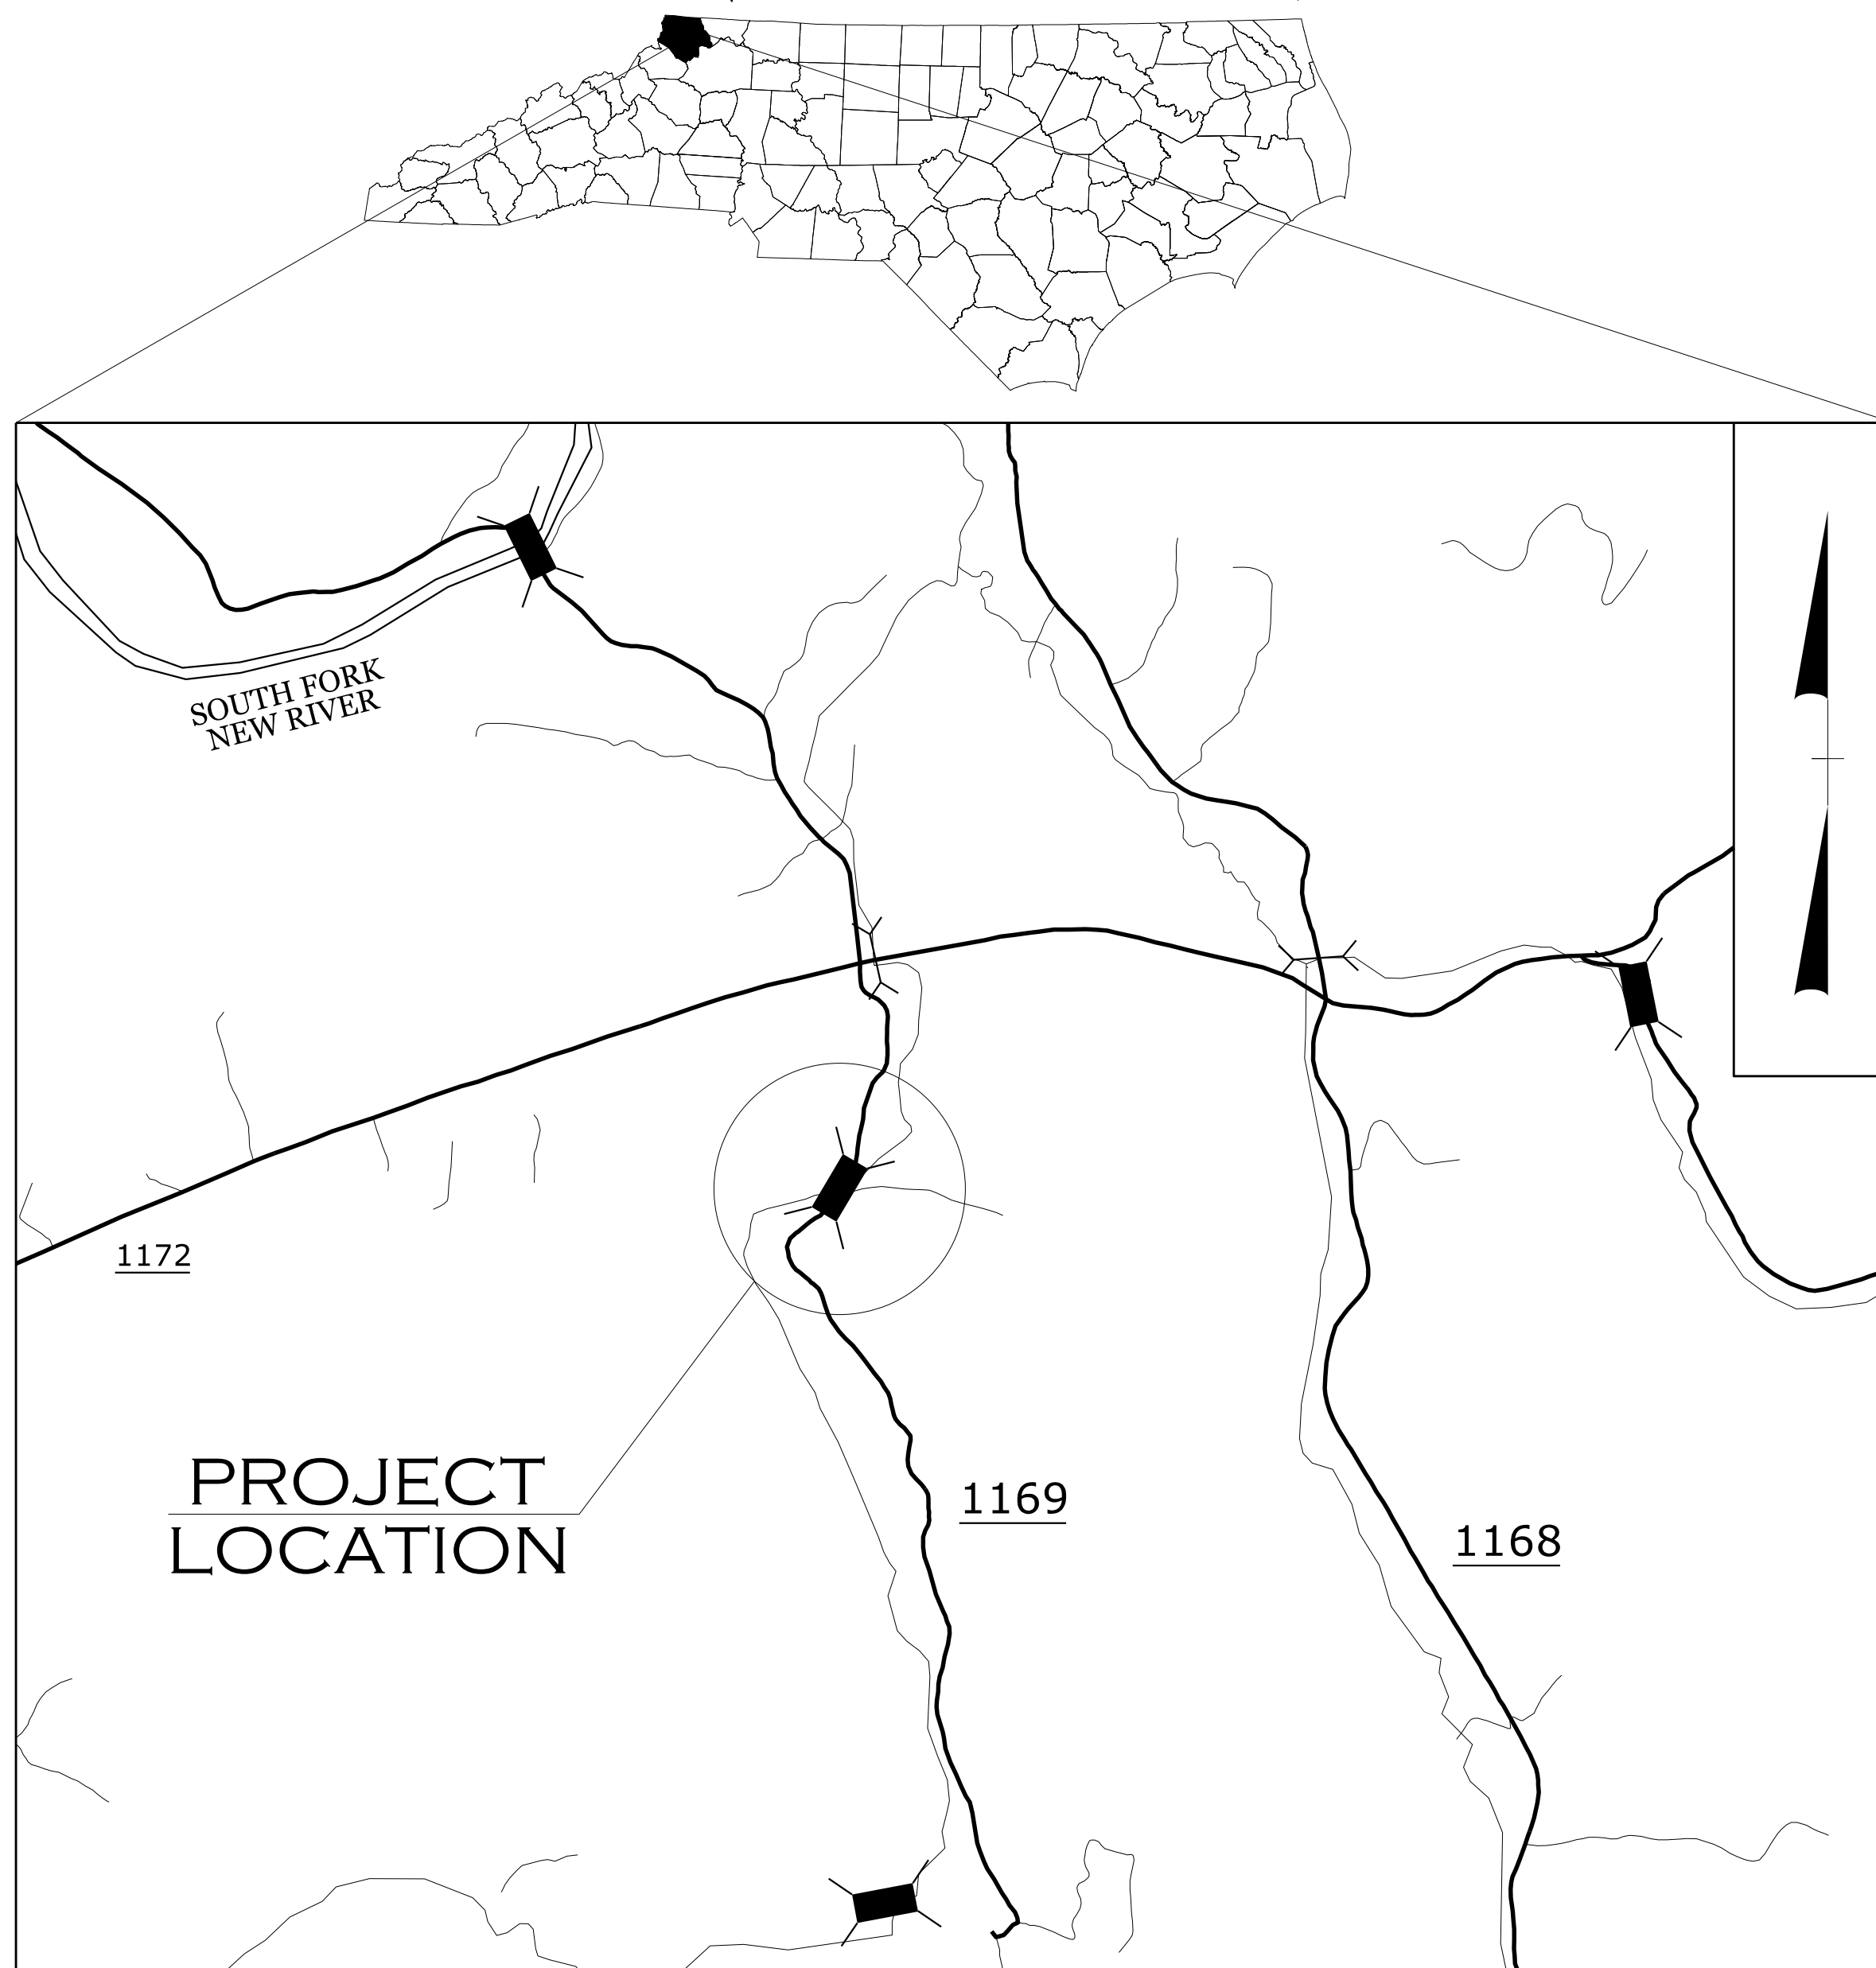 SOUTH FORK
NEW RIVER
1172
PROJECT
LOCATION
1169
1168